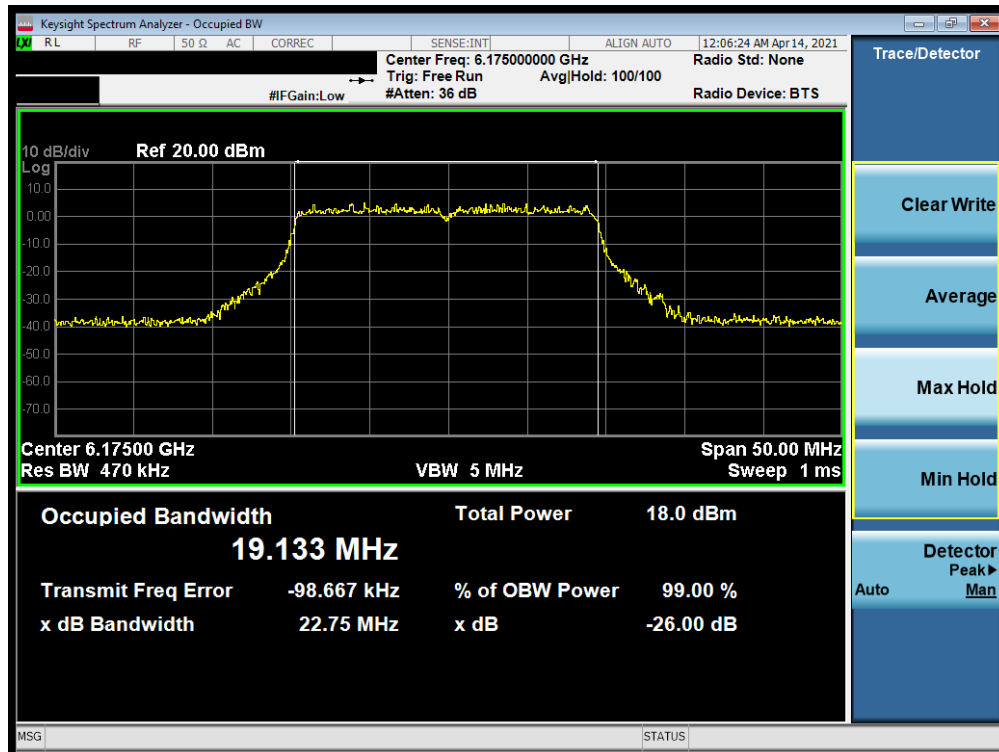 Keysight Spectrum Analyzer - Occupied BW
LXI RL RF 50 Ω AC CORREC SENSE:INT ALIGN AUTO 12:06:24 AM Apr 14, 2021
Center Freq: 6.175000000 GHz Radio Std: None
Trig: Free Run Avg|Hold: 100/100
#IFGain:Low #Atten: 36 dB Radio Device: BTS
10 dB/div Ref 20.00 dBm
Log
10.0
0.00
-10.0
-20.0
-30.0
-40.0
-50.0
-60.0
-70.0
Center 6.17500 GHz Span 50.00 MHz
Res BW 470 kHz VBW 5 MHz Sweep 1 ms
Occupied Bandwidth Total Power 18.0 dBm
19.133 MHz
Transmit Freq Error -98.667 kHz % of OBW Power 99.00 %
x dB Bandwidth 22.75 MHz x dB -26.00 dB
MSG STATUS
Trace/Detector
Clear Write
Average
Max Hold
Min Hold
Detector
Peak▶
Auto Man